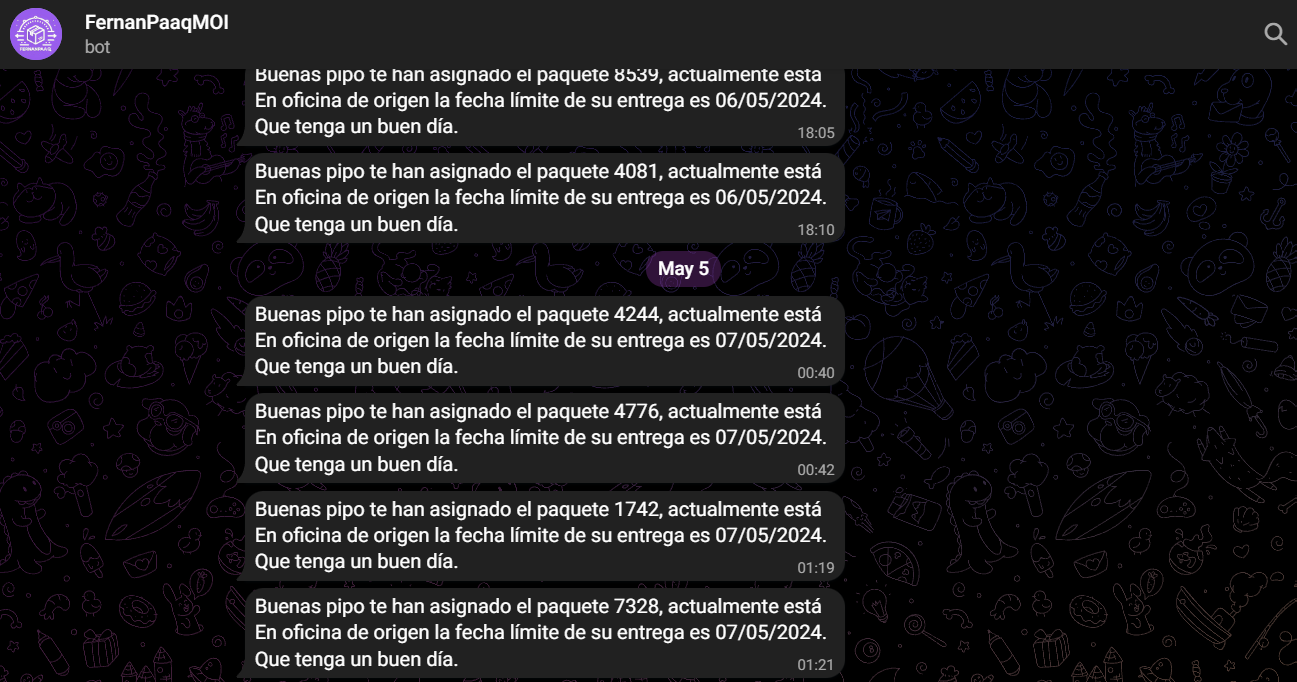 FernanPaaqMOI
bot
FERNANPAAQ
Buenas pipo te han asignado el paquete 8539, actualmente está
En oficina de origen la fecha límite de su entrega es 06/05/2024.
Que tenga un buen día.
18:05
Buenas pipo te han asignado el paquete 4081, actualmente está
En oficina de origen la fecha límite de su entrega es 06/05/2024.
Que tenga un buen día.
18:10
May 5
Buenas pipo te han asignado el paquete 4244, actualmente está
En oficina de origen la fecha límite de su entrega es 07/05/2024.
Que tenga un buen día.
00:40
Buenas pipo te han asignado el paquete 4776, actualmente está
En oficina de origen la fecha límite de su entrega es 07/05/2024.
Que tenga un buen día.
00:42
Buenas pipo te han asignado el paquete 1742, actualmente está
En oficina de origen la fecha límite de su entrega es 07/05/2024.
Que tenga un buen día.
01:19
Buenas pipo te han asignado el paquete 7328, actualmente está
En oficina de origen la fecha límite de su entrega es 07/05/2024.
Que tenga un buen día.
01:21